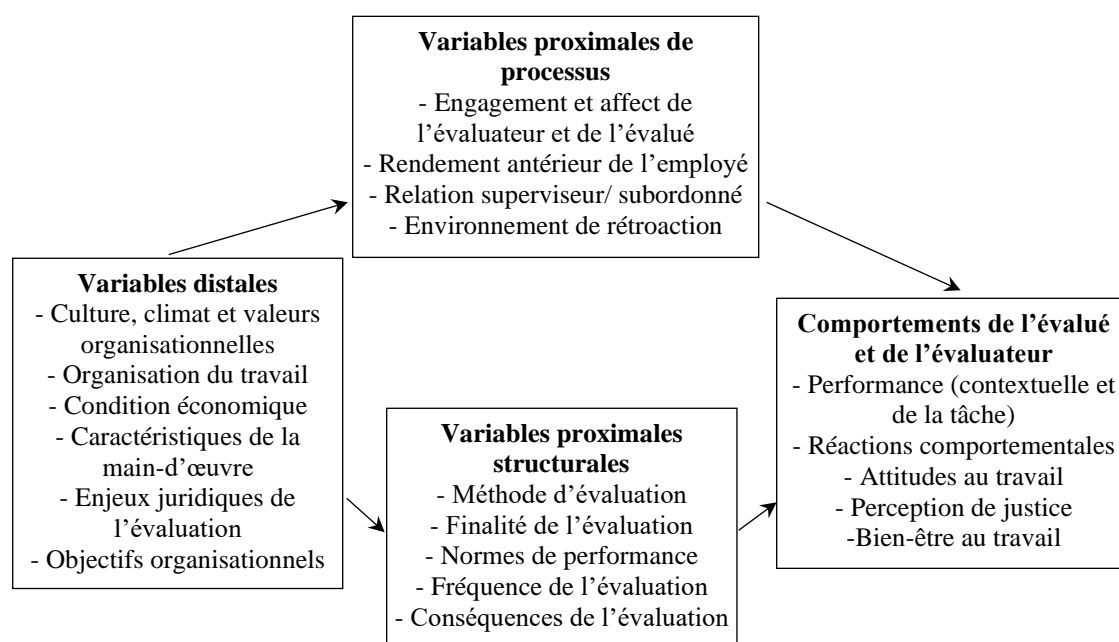 Variables proximales de
processus
- Engagement et affect de
l’évaluateur et de l’évalué
- Rendement antérieur de l’employé
- Relation superviseur/ subordonné
- Environnement de rétroaction
Variables distales
- Culture, climat et valeurs
organisationnelles
- Organisation du travail
- Condition économique
- Caractéristiques de la
main-d’œuvre
- Enjeux juridiques de
l’évaluation
- Objectifs organisationnels
Variables proximales
structurales
- Méthode d’évaluation
- Finalité de l’évaluation
- Normes de performance
- Fréquence de l’évaluation
- Conséquences de l’évaluation
Comportements de l’évalué
et de l’évaluateur
- Performance (contextuelle et
de la tâche)
- Réactions comportementales
- Attitudes au travail
- Perception de justice
-Bien-être au travail